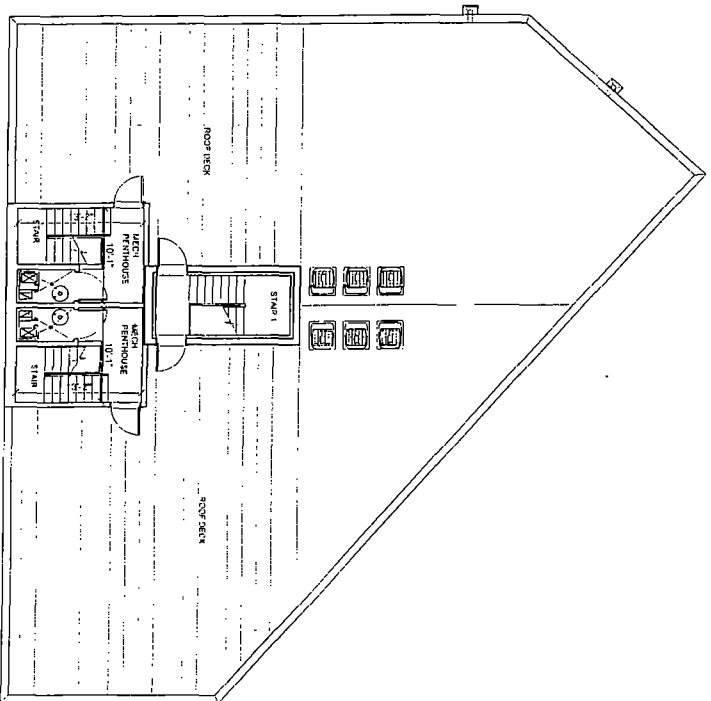 ROOF DECK
STAIR
MECH
PENTHOUSE
10'-1"
STAIR 1
MECH
PENTHOUSE
10'-1"
STAIR
ROOF DECK